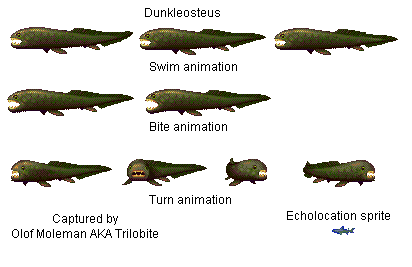 Dunkleosteus
Swim animation
Bite animation
Turn animation
Captured by
Olof Moleman AKA Trilobite
Echolocation sprite